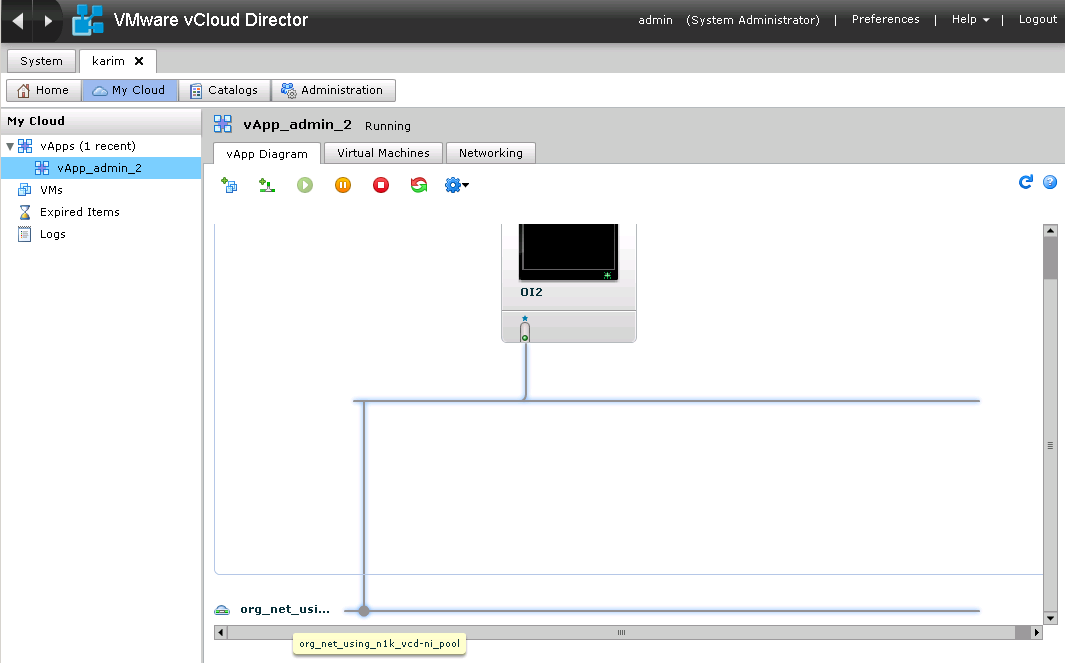 VMware vCloud Director
admin (System Administrator) | Preferences | Help | Logout
System karim
Home My Cloud Catalogs Administration
My Cloud
vApps (1 recent)
vApp_admin_2
VMs
Expired Items
Logs
vApp_admin_2 Running
vApp Diagram Virtual Machines Networking
OI2
org_net_usi...
org_net_using_n1k_vcd-ni_pool